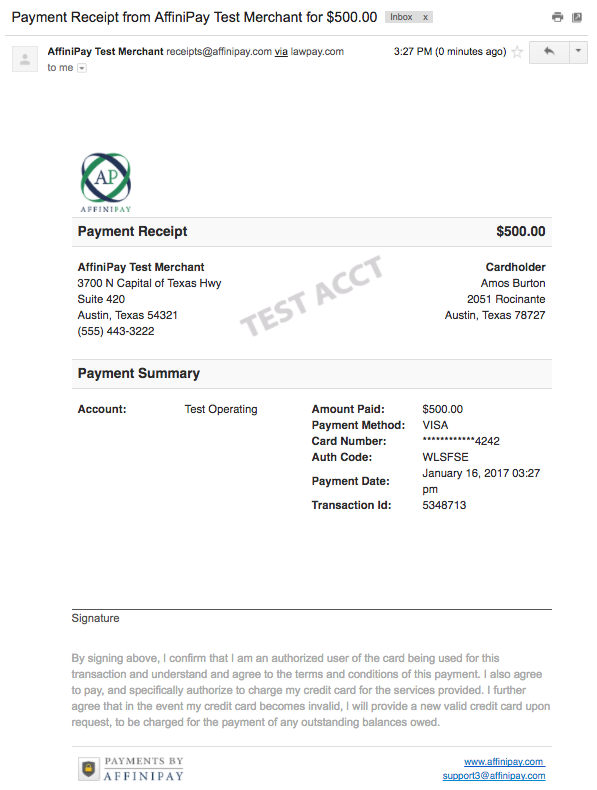 Payment Receipt from AffiniPay Test Merchant for $500.00 Inbox x
AffiniPay Test Merchant receipts@affinipay.com via lawpay.com 3:27 PM (0 minutes ago)
to me
AP
AFFINIPAY
Payment Receipt $500.00
AffiniPay Test Merchant Cardholder
3700 N Capital of Texas Hwy Amos Burton
Suite 420 2051 Rocinante
Austin, Texas 54321 Austin, Texas 78727
(555) 443-3222
TEST ACCT
Payment Summary
Account: Test Operating Amount Paid: $500.00
Payment Method: VISA
Card Number: ************4242
Auth Code: WLSFSE
Payment Date: January 16, 2017 03:27
pm
Transaction Id: 5348713
Signature
By signing above, I confirm that I am an authorized user of the card being used for this
transaction and understand and agree to the terms and conditions of this payment. I also agree
to pay, and specifically authorize to charge my credit card for the services provided. I further
agree that in the event my credit card becomes invalid, I will provide a new valid credit card upon
request, to be charged for the payment of any outstanding balances owed.
PAYMENTS BY www.affinipay.com
AFFINIPAY support3@affinipay.com